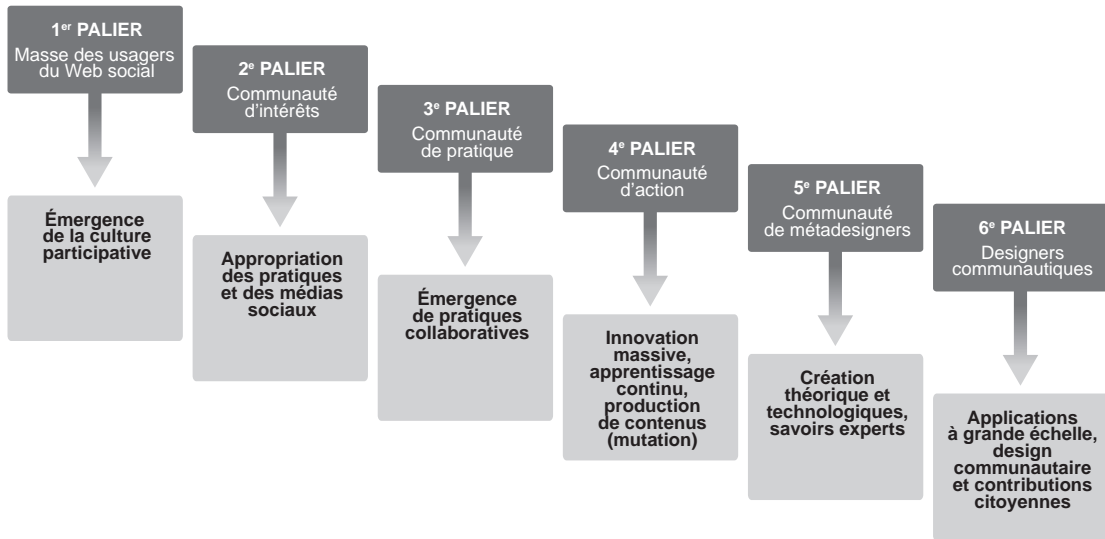 1er PALIER
Masse des usagers
du Web social
Émergence
de la culture
participative
2e PALIER
Communauté
d'intérêts
Appropriation
des pratiques
et des médias
sociaux
3e PALIER
Communauté
de pratique
Émergence
de pratiques
collaboratives
4e PALIER
Communauté
d'action
Innovation
massive,
apprentissage
continu,
production
de contenus
(mutation)
5e PALIER
Communauté
de métadesigners
Création
théorique et
technologiques,
savoirs experts
6e PALIER
Designers
communautiques
Applications
à grande échelle,
design
communautaire
et contributions
citoyennes